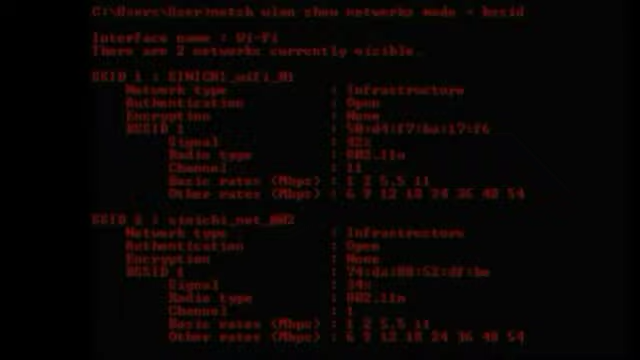 C:\Users\User>netsh wlan show networks mode = bssid
Interface name : Wi-Fi
There are 2 networks currently visible.
SSID 1 :
Network type : Infrastructure
Authentication : Open
Encryption : None
BSSID 1 :
Signal :
Radio type : 802.11n
Channel : 11
Basic rates (Mbps) : 1 2 5.5 11
Other rates (Mbps) : 6 9 12 18 24 36 48 54
SSID 2 :
Network type : Infrastructure
Authentication : Open
Encryption : None
BSSID 1 :
Signal :
Radio type : 802.11n
Channel : 1
Basic rates (Mbps) : 1 2 5.5 11
Other rates (Mbps) : 6 9 12 18 24 36 48 54